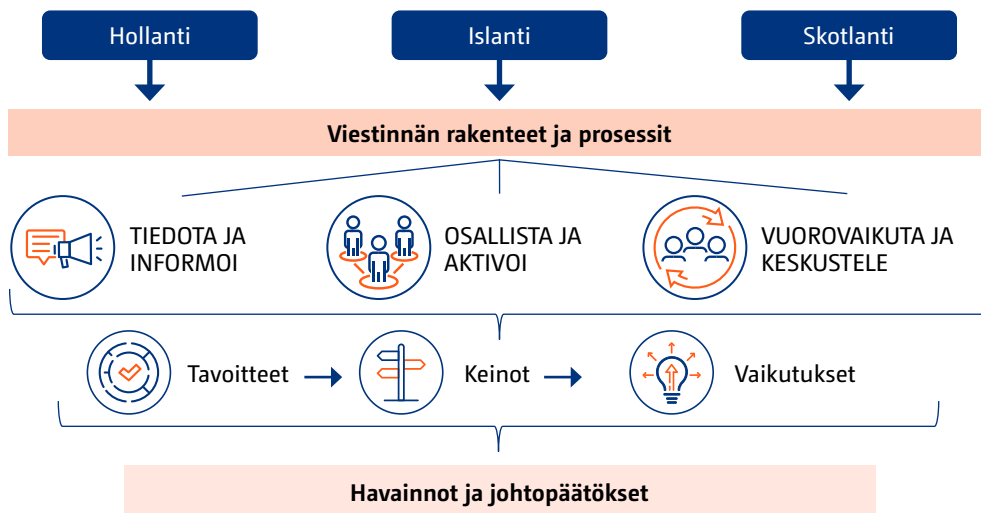 Hollanti
Islanti
Skotlanti
Viestinnän rakenteet ja prosessit
TIEDOTA JA
INFORMOI
OSALLISTA JA
AKTIVOI
VUOROVAIKUTA JA
KESKUSTELE
Tavoitteet
Keinot
Vaikutukset
Havainnot ja johtopäätökset